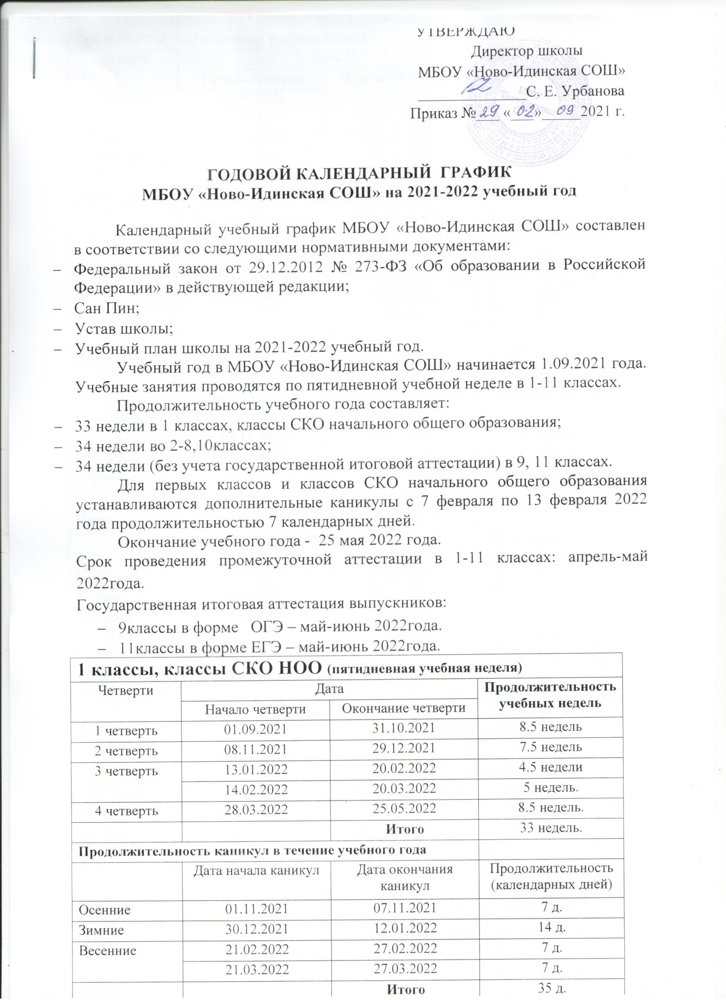 УТВЕРЖДАЮ
Директор школы
МБОУ «Ново-Идинская СОШ»
С. Е. Урбанова
Приказ № 29 «02» 09 2021 г.
ГОДОВОЙ КАЛЕНДАРНЫЙ ГРАФИК
МБОУ «Ново-Идинская СОШ» на 2021-2022 учебный год
Календарный учебный график МБОУ «Ново-Идинская СОШ» составлен
в соответствии со следующими нормативными документами:
– Федеральный закон от 29.12.2012 № 273-ФЗ «Об образовании в Российской
Федерации» в действующей редакции;
– Сан Пин;
– Устав школы;
– Учебный план школы на 2021-2022 учебный год.
Учебный год в МБОУ «Ново-Идинская СОШ» начинается 1.09.2021 года.
Учебные занятия проводятся по пятидневной учебной неделе в 1-11 классах.
Продолжительность учебного года составляет:
– 33 недели в 1 классах, классы СКО начального общего образования;
– 34 недели во 2-8,10классах;
– 34 недели (без учета государственной итоговой аттестации) в 9, 11 классах.
Для первых классов и классов СКО начального общего образования
устанавливаются дополнительные каникулы с 7 февраля по 13 февраля 2022
года продолжительностью 7 календарных дней.
Окончание учебного года - 25 мая 2022 года.
Срок проведения промежуточной аттестации в 1-11 классах: апрель-май
2022года.
Государственная итоговая аттестация выпускников:
– 9классы в форме ОГЭ – май-июнь 2022года.
– 11классы в форме ЕГЭ – май-июнь 2022года.
1 классы, классы СКО НОО (пятидневная учебная неделя)
Четверти Дата Продолжительность
учебных недель
Начало четверти Окончание четверти
1 четверть 01.09.2021 31.10.2021 8.5 недель
2 четверть 08.11.2021 29.12.2021 7.5 недель
3 четверть 13.01.2022 20.02.2022 4.5 недели
14.02.2022 20.03.2022 5 недель.
4 четверть 28.03.2022 25.05.2022 8.5 недель.
Итого 33 недель.
Продолжительность каникул в течение учебного года
Дата начала каникул Дата окончания Продолжительность
каникул (календарных дней)
Осенние 01.11.2021 07.11.2021 7 д.
Зимние 30.12.2021 12.01.2022 14 д.
Весенние 21.02.2022 27.02.2022 7 д.
21.03.2022 27.03.2022 7 д.
Итого 35 д.